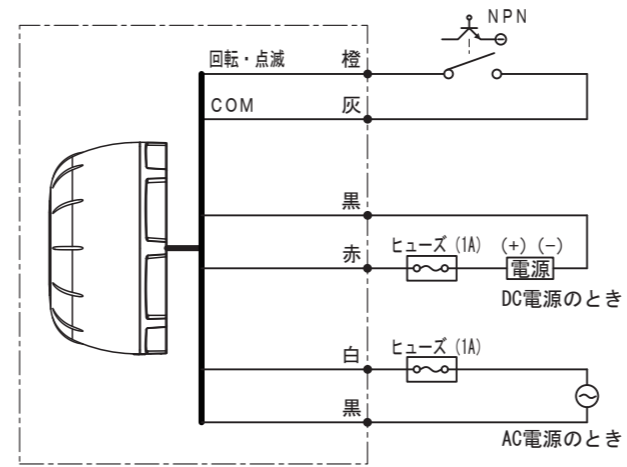 NPN
回転・点滅 橙
COM 灰
黒
赤 ヒューズ (1A) (+) (-)
電源
DC電源のとき
白 ヒューズ (1A)
黒
AC電源のとき